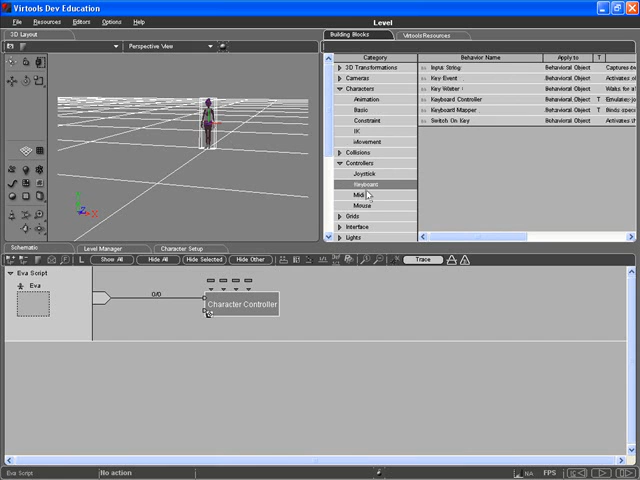 Virtools Dev Education
File Resources Editors Options Help
Level
3D Layout
Building Blocks
Virtools Resources
Perspective View
Category
Behavior Name
Apply to
T
Description
3D Transformations
Input String
Behavioral Object
Captures
Cameras
Key Event
Behavioral Object
Activates
Characters
Key Waiter
Behavioral Object
Waits for a
Animation
Keyboard Controller
Behavioral Object
T
Emulates
Basic
Keyboard Mapper
Behavioral Object
T
Binds
Constraint
Switch On Key
Behavioral Object
Activates
IK
Movement
Collisions
Controllers
Joystick
Keyboard
Midi
Mouse
Grids
Interface
Lights
X
Z
Schematic
Level Manager
Character Setup
L
Show All
Hide All
Hide Selected
Hide Other
Trace
Eva Script
Eva
0/0
Character Controller
Eva Script
No action
N/A
FPS